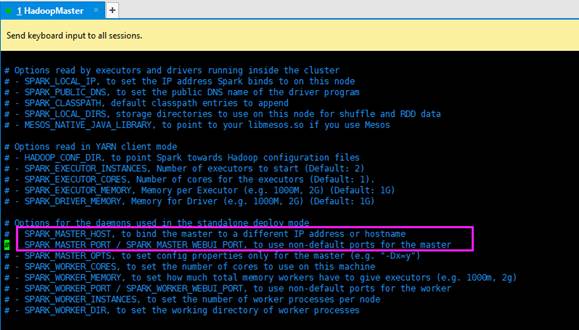 1 HadoopMaster × +
Send keyboard input to all sessions.
# Options read by executors and drivers running inside the cluster
# - SPARK_LOCAL_IP, to set the IP address Spark binds to on this node
# - SPARK_PUBLIC_DNS, to set the public DNS name of the driver program
# - SPARK_CLASSPATH, default classpath entries to append
# - SPARK_LOCAL_DIRS, storage directories to use on this node for shuffle and RDD data
# - MESOS_NATIVE_JAVA_LIBRARY, to point to your libmesos.so if you use Mesos
# Options read in YARN client mode
# - HADOOP_CONF_DIR, to point Spark towards Hadoop configuration files
# - SPARK_EXECUTOR_INSTANCES, Number of executors to start (Default: 2)
# - SPARK_EXECUTOR_CORES, Number of cores for the executors (Default: 1).
# - SPARK_EXECUTOR_MEMORY, Memory per Executor (e.g. 1000M, 2G) (Default: 1G)
# - SPARK_DRIVER_MEMORY, Memory for Driver (e.g. 1000M, 2G) (Default: 1G)
# Options for the daemons used in the standalone deploy mode
# - SPARK_MASTER_HOST, to bind the master to a different IP address or hostname
# - SPARK_MASTER_PORT / SPARK_MASTER_WEBUI_PORT, to use non-default ports for the master
# - SPARK_MASTER_OPTS, to set config properties only for the master (e.g. "-Dx=y")
# - SPARK_WORKER_CORES, to set the number of cores to use on this machine
# - SPARK_WORKER_MEMORY, to set how much total memory workers have to give executors (e.g. 1000m, 2g)
# - SPARK_WORKER_PORT / SPARK_WORKER_WEBUI_PORT, to use non-default ports for the worker
# - SPARK_WORKER_INSTANCES, to set the number of worker processes per node
# - SPARK_WORKER_DIR, to set the working directory of worker processes